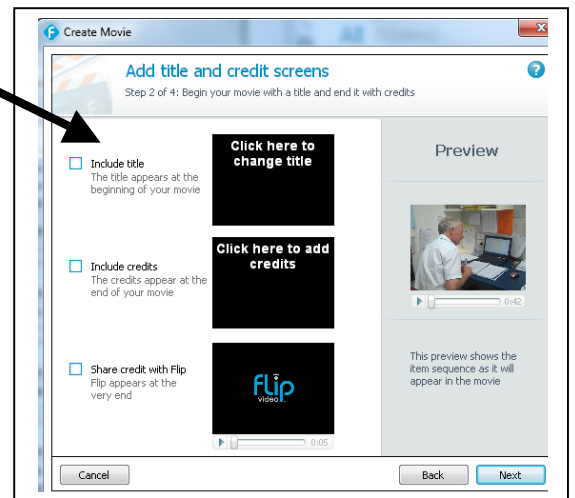 Create Movie
Add title and credit screens
Step 2 of 4: Begin your movie with a title and end it with credits
Include title
The title appears at the
beginning of your movie
Click here to
change title
Include credits
The credits appear at the
end of your movie
Click here to add
credits
Share credit with Flip
Flip appears at the
very end
flip
video
0:05
Preview
0:42
This preview shows the
item sequence as it will
appear in the movie
Cancel
Back
Next